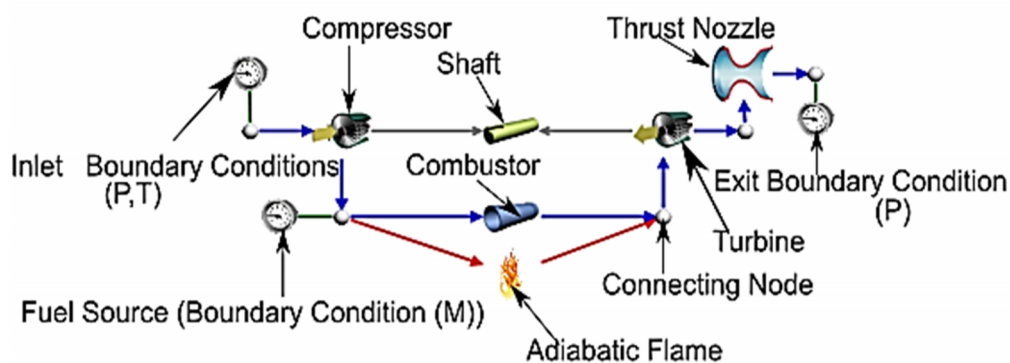 Compressor
Thrust Nozzle
Shaft
Inlet Boundary Conditions
(P,T)
Combustor
Exit Boundary Condition
(P)
Turbine
Connecting Node
Fuel Source (Boundary Condition (M))
Adiabatic Flame